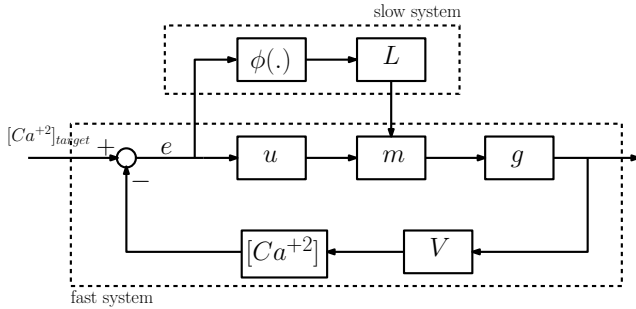 slow system
ϕ(.)
L
[Ca⁺²]ₜₐᵣgₑₜ
+
e
u
m
g
−
[Ca⁺²]
V
fast system